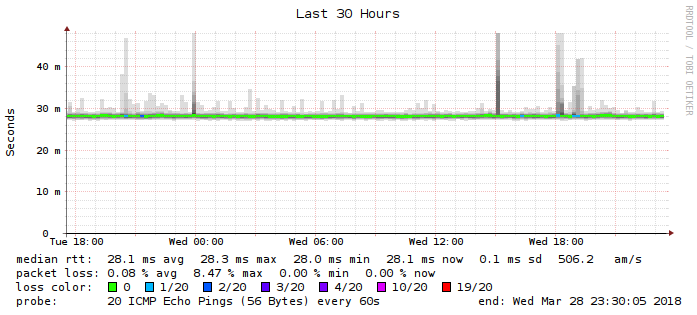 Last 30 Hours
RRDTOOL / TOBI OETIKER
Seconds
40 m
30 m
20 m
10 m
0
Tue 18:00 Wed 00:00 Wed 06:00 Wed 12:00 Wed 18:00
median rtt: 28.1 ms avg 28.3 ms max 28.0 ms min 28.1 ms now 0.1 ms sd 506.2 am/s
packet loss: 0.08 % avg 8.47 % max 0.00 % min 0.00 % now
loss color: 0 1/20 2/20 3/20 4/20 10/20 19/20
probe: 20 ICMP Echo Pings (56 Bytes) every 60s end: Wed Mar 28 23:30:05 2018